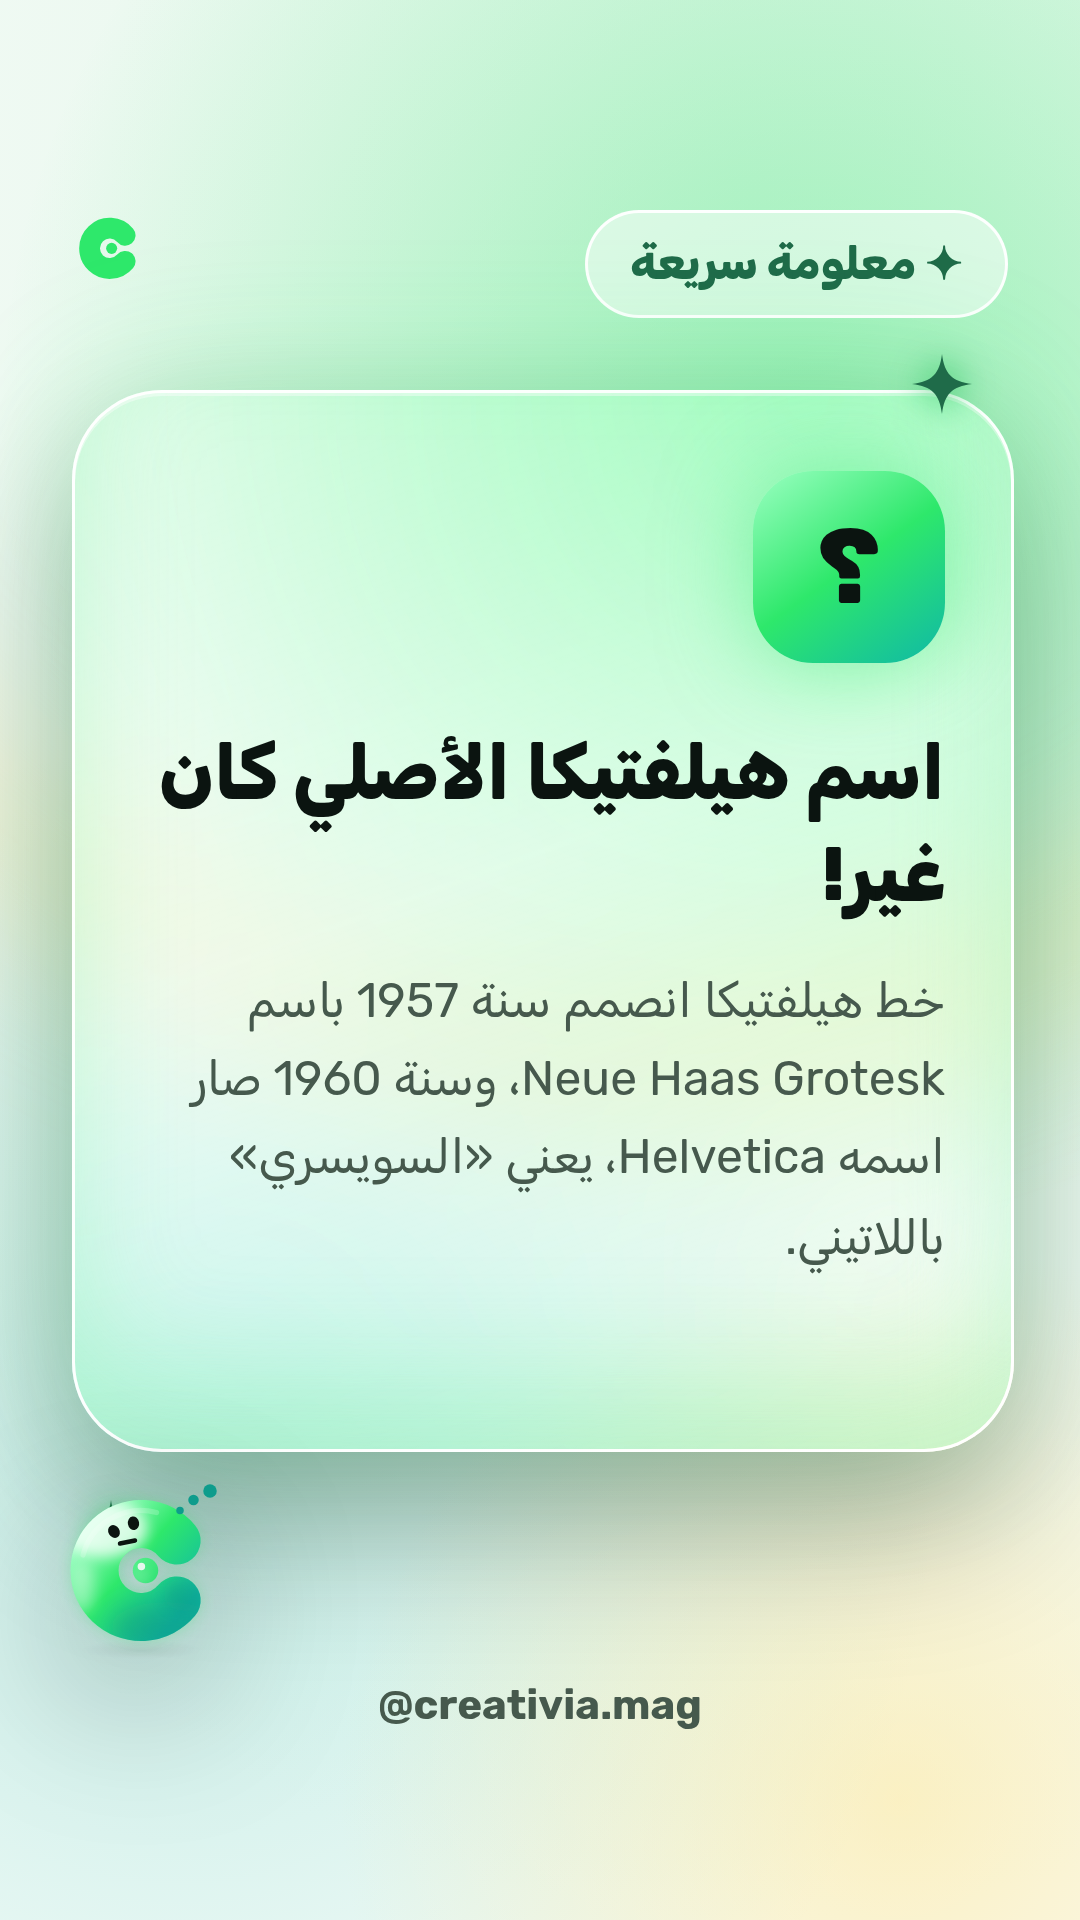 ✦ معلومة سريعة
؟
اسم هيلفتيكا الأصلي كان
غير!
خط هيلفتيكا انصمم سنة 1957 باسم
Neue Haas Grotesk، وسنة 1960 صار
اسمه Helvetica، يعني «السويسري»
باللاتيني.
@creativia.mag